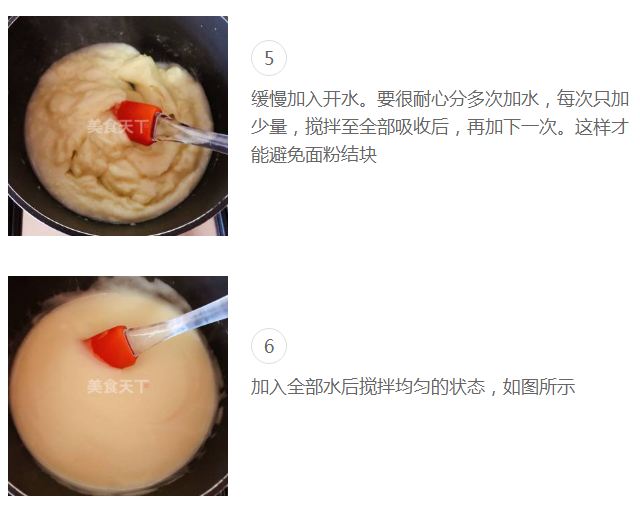 5
缓慢加入开水。要很耐心分多次加水，每次只加
少量，搅拌至全部吸收后，再加下一次。这样才
能避免面粉结块
美食天丁
6
加入全部水后搅拌均匀的状态，如图所示
美食天丁